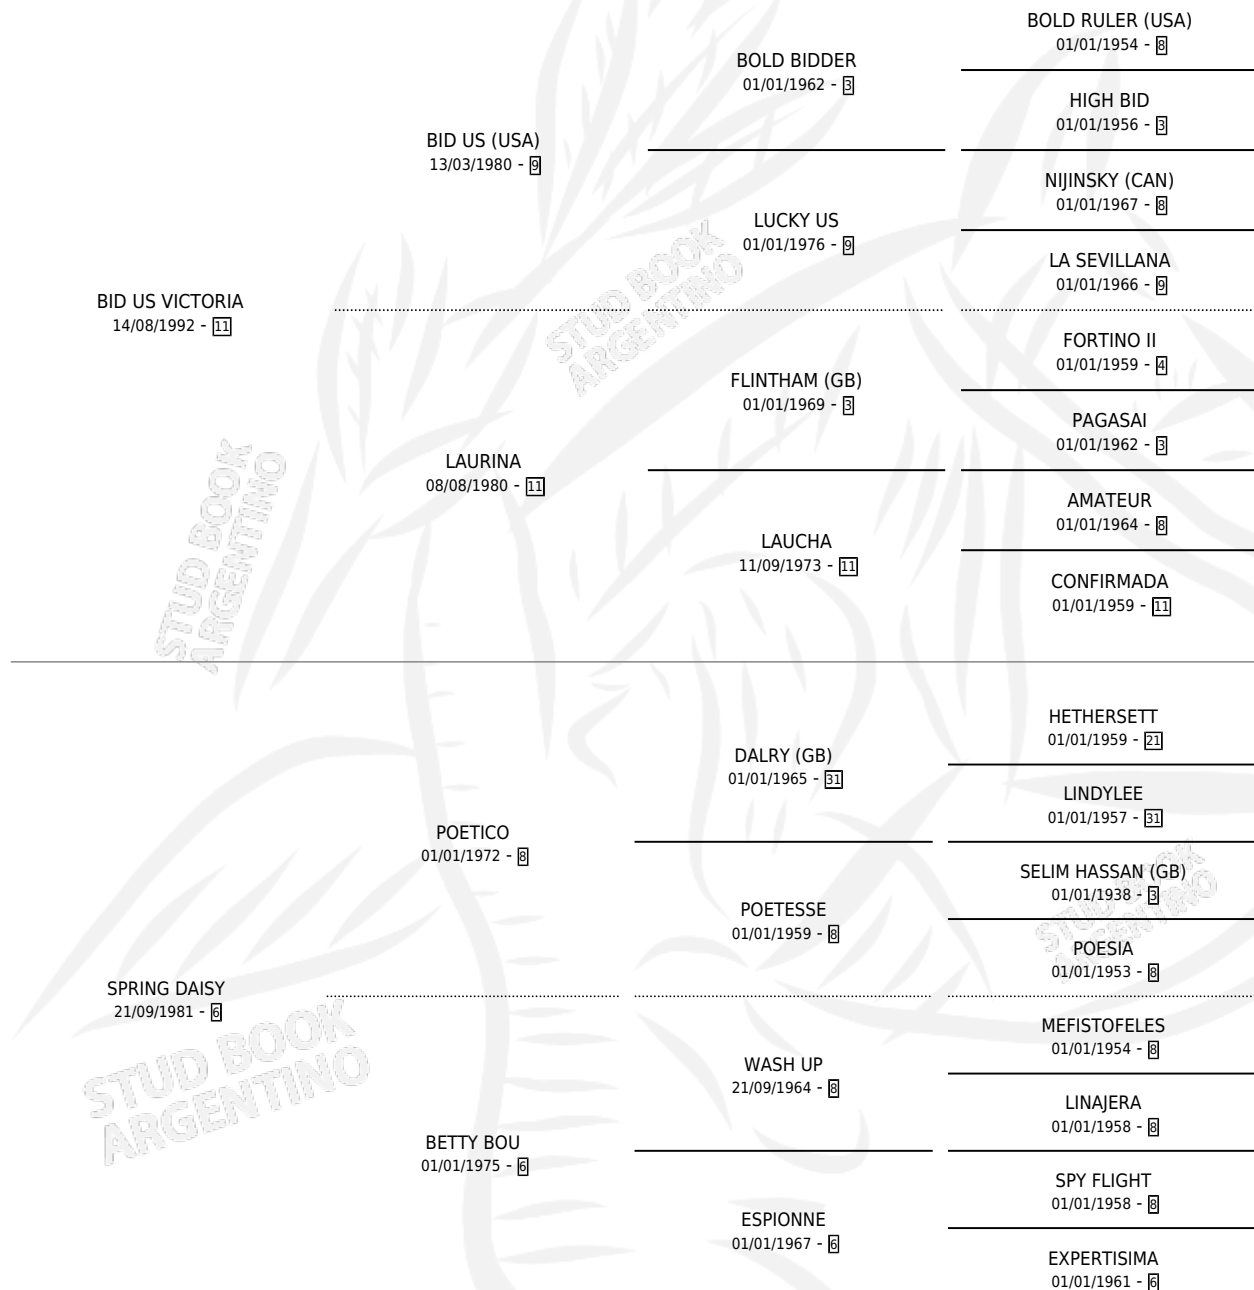 BOLD RULER (USA)
01/01/1954 - 8
BOLD BIDDER
01/01/1962 - 3
HIGH BID
01/01/1956 - 3
BID US (USA)
13/03/1980 - 9
NIJINSKY (CAN)
01/01/1967 - 8
LUCKY US
01/01/1976 - 9
LA SEVILLANA
01/01/1966 - 9
BID US VICTORIA
14/08/1992 - 11
FORTINO II
01/01/1959 - 4
FLINTHAM (GB)
01/01/1969 - 3
PAGASAI
01/01/1962 - 3
LAURINA
08/08/1980 - 11
AMATEUR
01/01/1964 - 8
LAUCHA
11/09/1973 - 11
CONFIRMADA
01/01/1959 - 11
HETHERSETT
01/01/1959 - 21
DALRY (GB)
01/01/1965 - 31
LINDYLEE
01/01/1957 - 31
POETICO
01/01/1972 - 8
SELIM HASSAN (GB)
01/01/1938 - 3
POETESSE
01/01/1959 - 8
POESIA
01/01/1953 - 8
SPRING DAISY
21/09/1981 - 6
MEFISTOFELES
01/01/1954 - 8
WASH UP
21/09/1964 - 8
LINAJERA
01/01/1958 - 8
BETTY BOU
01/01/1975 - 6
SPY FLIGHT
01/01/1958 - 8
ESPIONNE
01/01/1967 - 6
EXPERTISIMA
01/01/1961 - 6
STUD BOOK
ARGENTINO
STUD BOOK
ARGENTINO
STUD BOOK
ARGENTINO
STUD BOOK
ARGENTINO